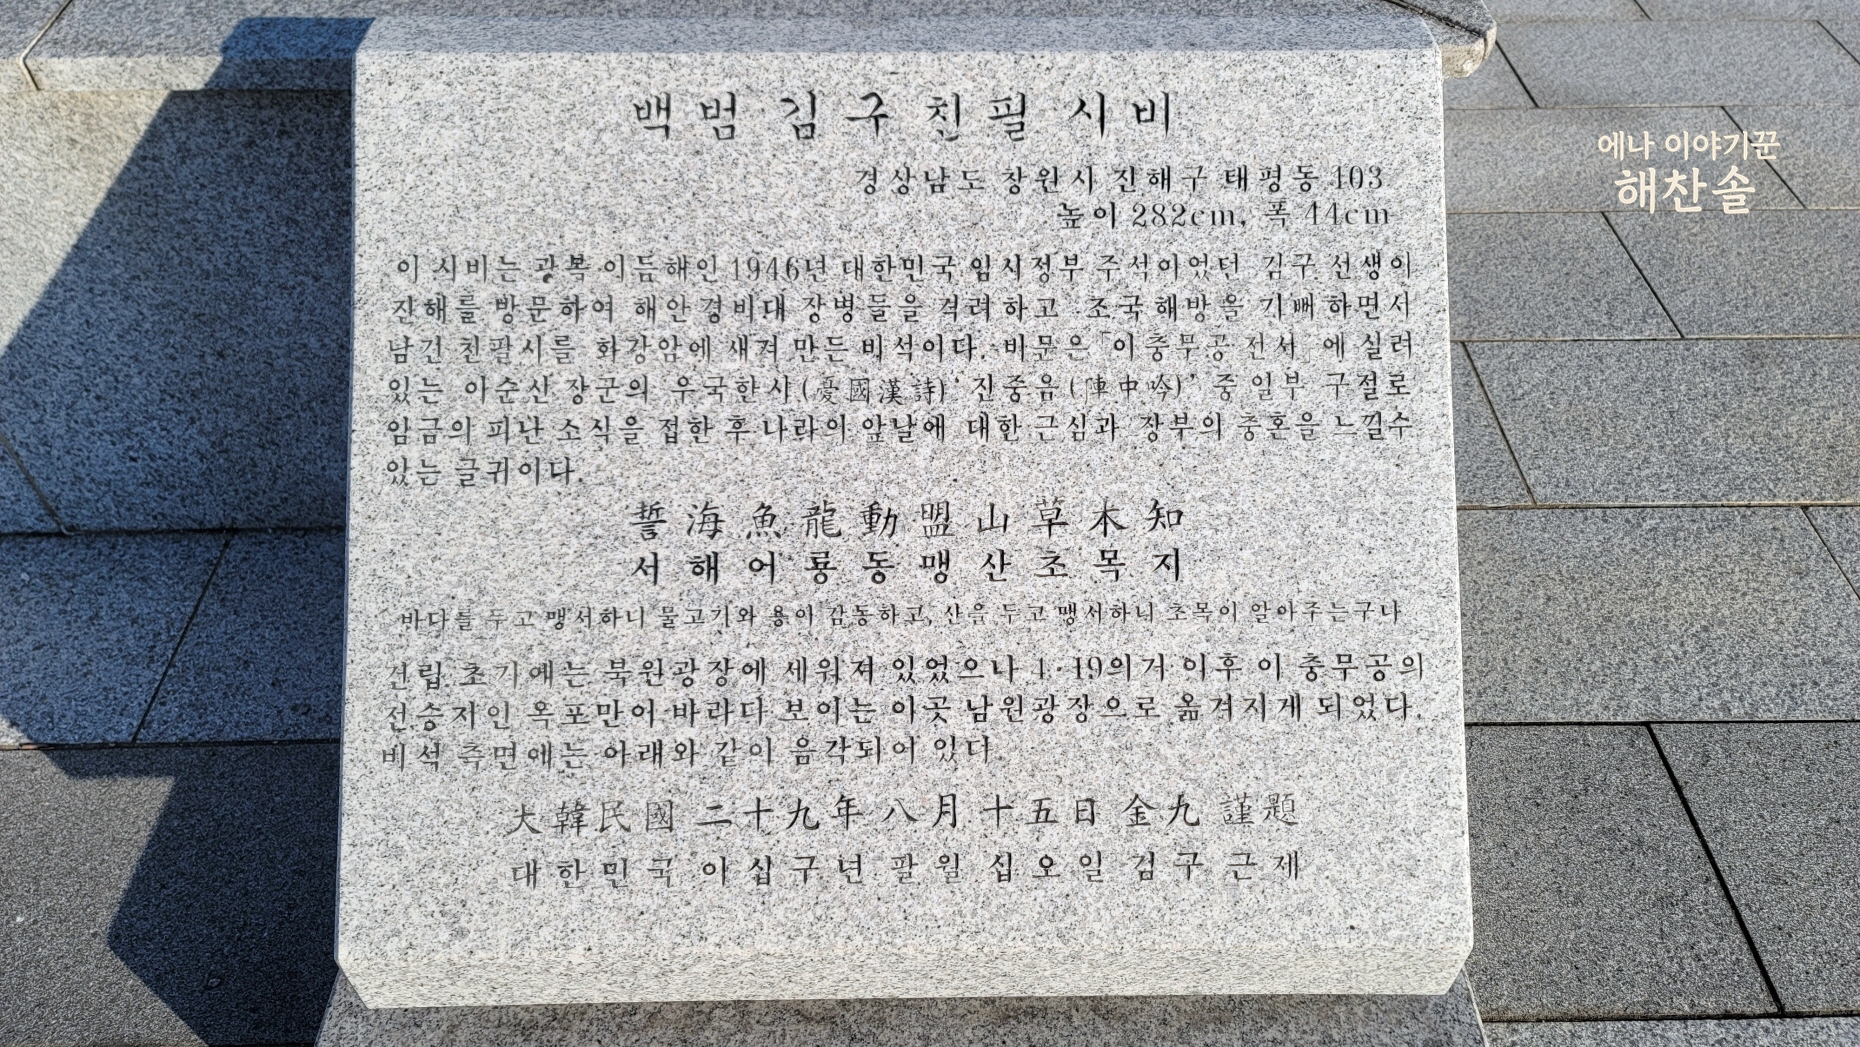 백범 김구 친필 시비
경상남도 창원시 진해구 태평동 103
높이 282cm, 폭 44cm
이 시비는 광복 이듬해인 1946년 대한민국 임시정부 주석이었던 김구 선생이
진해를 방문하여 해안경비대 장병들을 격려하고 조국해방을 기뻐하면서
남긴 친필시를 화강암에 새겨 만든 비석이다. 비문은 「이충무공 전서」에 실려
있는 이순신 장군의 우국한시(憂國漢詩) '진중음(陣中吟)' 중 일부 구절로
임금의 피난 소식을 접한 후 나라의 앞날에 대한 근심과 장부의 충혼을 느낄수
있는 글귀이다.
誓海魚龍動盟山草木知
서해어룡동맹산초목지
바다를 두고 맹서하니 물고기와 용이 감동하고, 산을 두고 맹서하니 초목이 알아주는구나
건립 초기에는 북원광장에 세워져 있었으나 4·19의거 이후 이 충무공의
전승지인 옥포만이 바라다 보이는 이곳 남원광장으로 옮겨지게 되었다.
비석 측면에는 아래와 같이 음각되어 있다.
大韓民國 二十九年 八月 十五日 金九 謹題
대한민국 이십구년 팔월 십오일 김구 근제
에나 이야기꾼
해찬솔